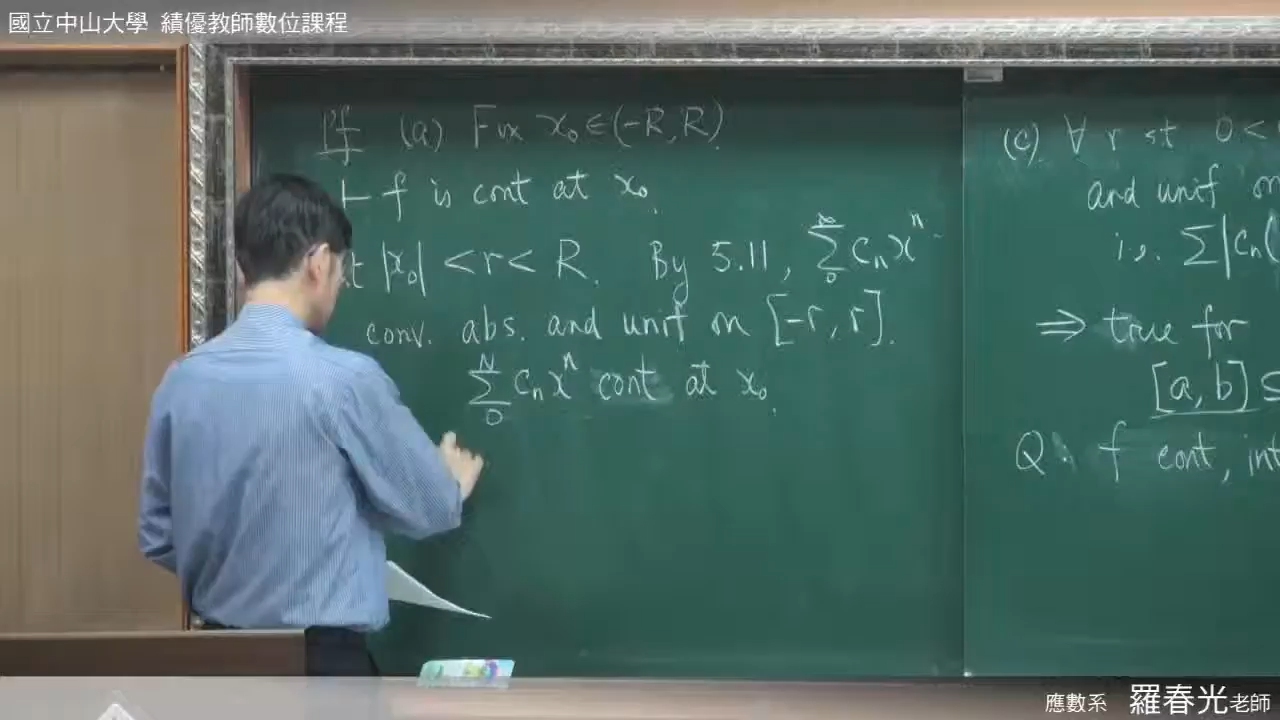 國立中山大學 績優教師數位課程
Pf (a) Fix x₀ ∈ (-R, R)
⊢ f is cont at x₀.
|x₀| < r < R. By 5.11, ∑₀^∞ cₙxⁿ
conv. abs. and unif on [-r, r].
∑₀^N cₙxⁿ cont at x₀.
(c) ∀ r st 0 <
and unif on
i.e. ∑|cₙ(
⇒ true for
[a, b] ⊆
Q: f cont, int
應數系 羅春光老師